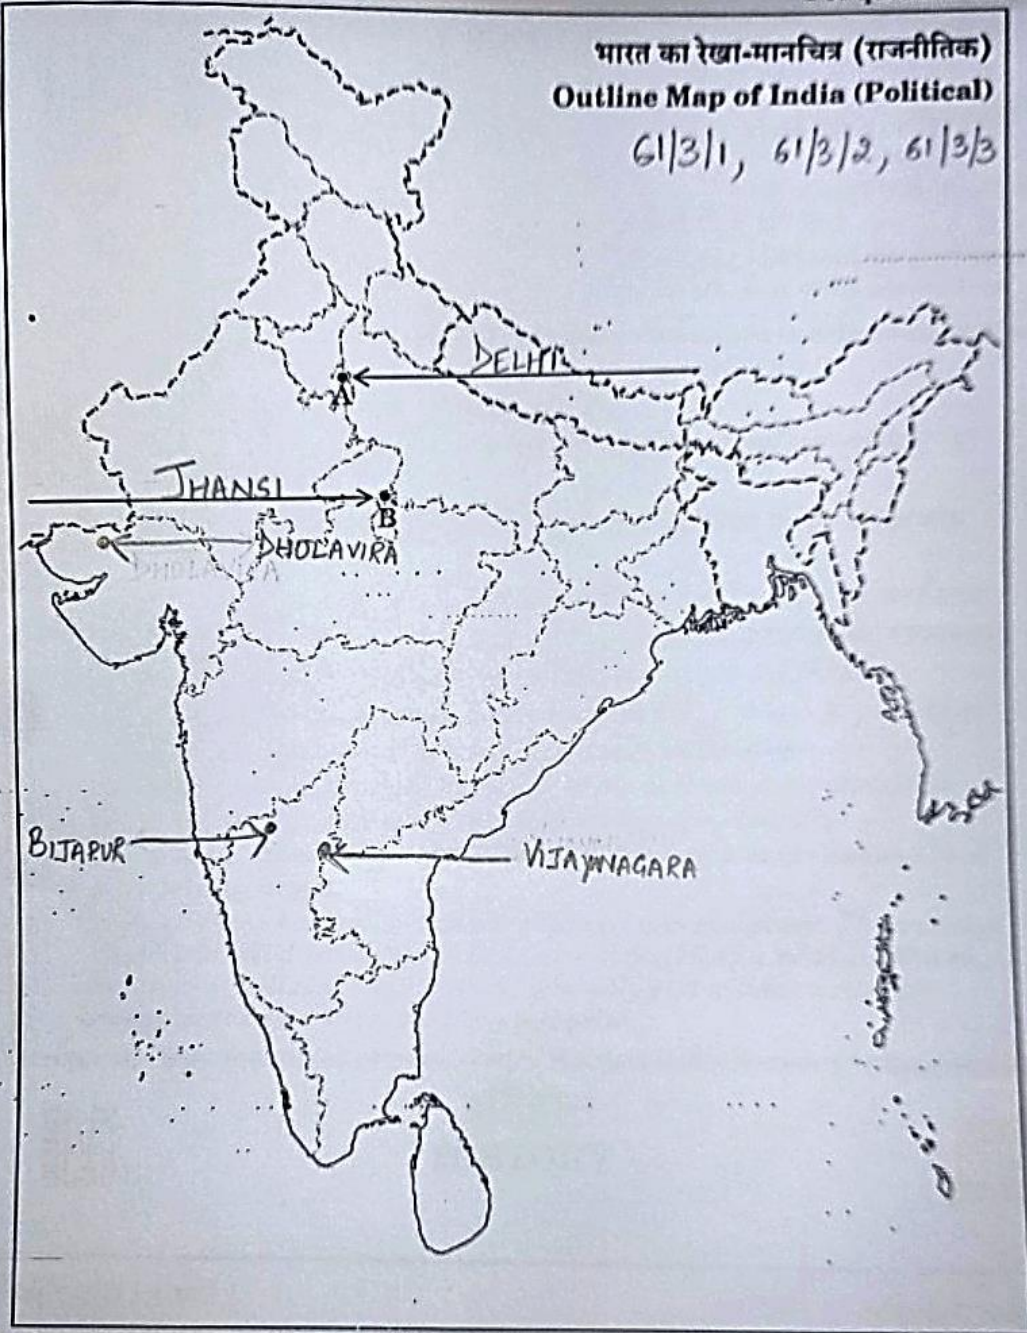 भारत का रेखा-मानचित्र (राजनीतिक)
Outline Map of India (Political)
61/3/1, 61/3/2, 61/3/3
DELHI
A
JHANSI
B
DHOLAVIRA
DHOLAVIRA
BIJAPUR
VIJAYNAGARA